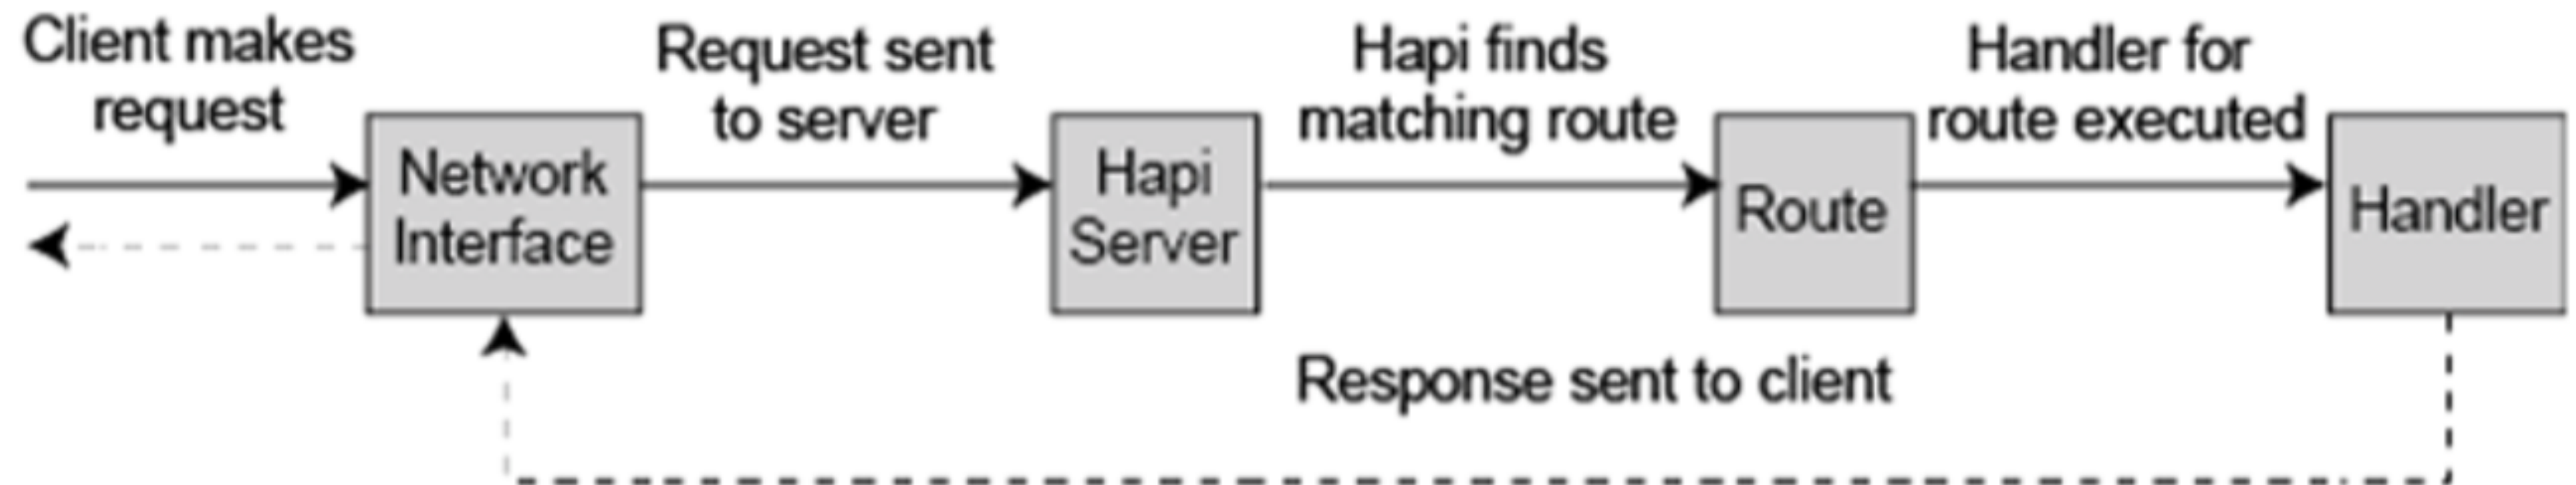 Client makes
request
Request sent
to server
Hapi finds
matching route
Handler for
route executed
Network
Interface
Hapi
Server
Route
Handler
Response sent to client